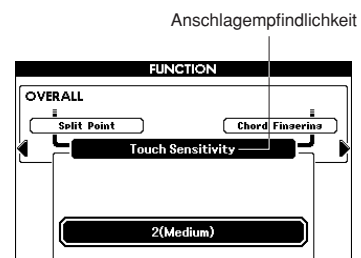 Anschlagempfindlichkeit
FUNCTION
OVERALL
Split Point
Chord Fingering
Touch Sensitivity
2(Medium)